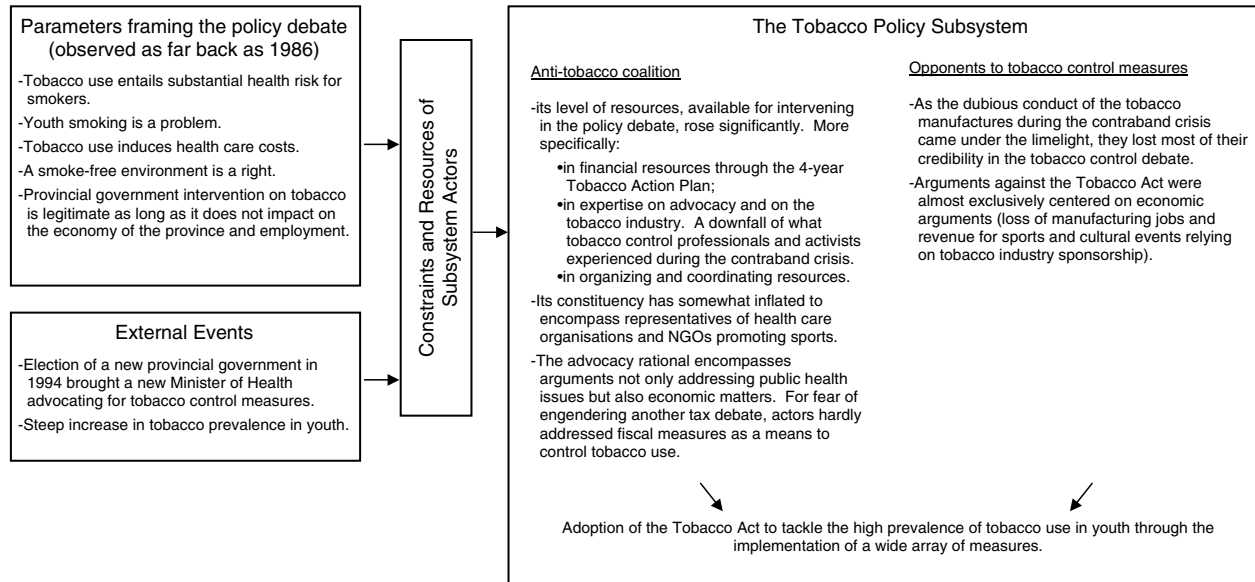 Parameters framing the policy debate
(observed as far back as 1986)
-Tobacco use entails substantial health risk for
smokers.
-Youth smoking is a problem.
-Tobacco use induces health care costs.
-A smoke-free environment is a right.
-Provincial government intervention on tobacco
is legitimate as long as it does not impact on
the economy of the province and employment.
External Events
-Election of a new provincial government in
1994 brought a new Minister of Health
advocating for tobacco control measures.
-Steep increase in tobacco prevalence in youth.
Constraints and Resources of
Subsystem Actors
The Tobacco Policy Subsystem
Anti-tobacco coalition
-its level of resources, available for intervening
in the policy debate, rose significantly. More
specifically:
•in financial resources through the 4-year
Tobacco Action Plan;
•in expertise on advocacy and on the
tobacco industry. A downfall of what
tobacco control professionals and activists
experienced during the contraband crisis.
•in organizing and coordinating resources.
-Its constituency has somewhat inflated to
encompass representatives of health care
organisations and NGOs promoting sports.
-The advocacy rational encompasses
arguments not only addressing public health
issues but also economic matters. For fear of
engendering another tax debate, actors hardly
addressed fiscal measures as a means to
control tobacco use.
Opponents to tobacco control measures
-As the dubious conduct of the tobacco
manufactures during the contraband crisis
came under the limelight, they lost most of their
credibility in the tobacco control debate.
-Arguments against the Tobacco Act were
almost exclusively centered on economic
arguments (loss of manufacturing jobs and
revenue for sports and cultural events relying
on tobacco industry sponsorship).
Adoption of the Tobacco Act to tackle the high prevalence of tobacco use in youth through the
implementation of a wide array of measures.